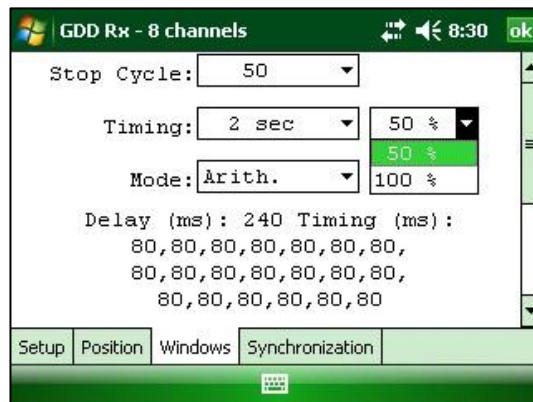 GDD Rx - 8 channels 8:30 ok
Stop Cycle: 50
Timing: 2 sec 50 %
50 %
Mode: Arith. 100 %
Delay (ms): 240 Timing (ms):
80,80,80,80,80,80,80,
80,80,80,80,80,80,80,
80,80,80,80,80,80
Setup Position Windows Synchronization